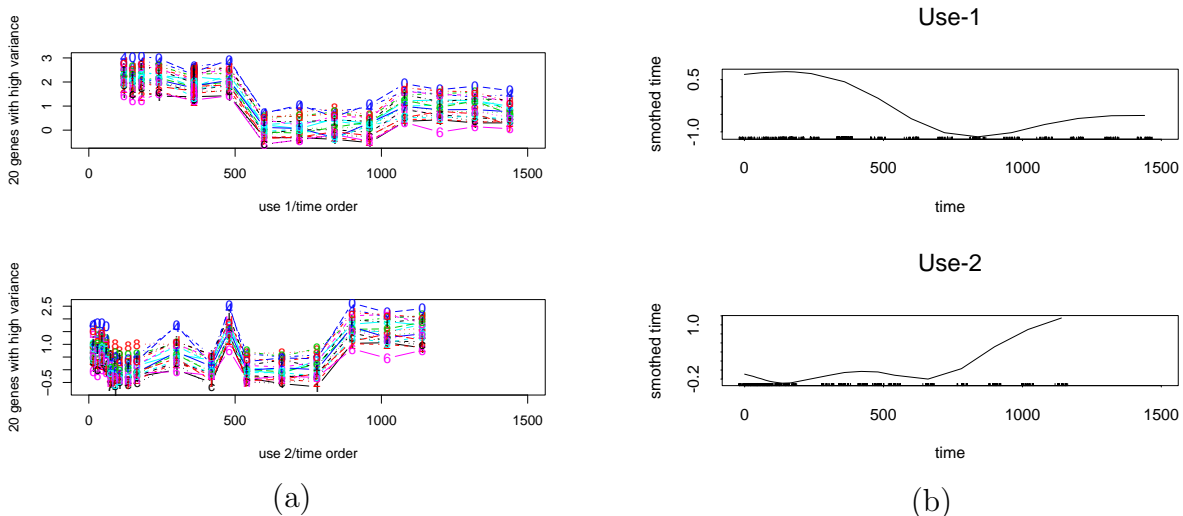 20 genes with high variance
3
2
1
0
0
500
1000
1500
use 1/time order
20 genes with high variance
2.5
1.0
−0.5
0
500
1000
1500
use 2/time order
(a)
Use-1
smothed time
0.5
−1.0
0
500
1000
1500
time
Use-2
smothed time
1.0
−0.2
0
500
1000
1500
time
(b)